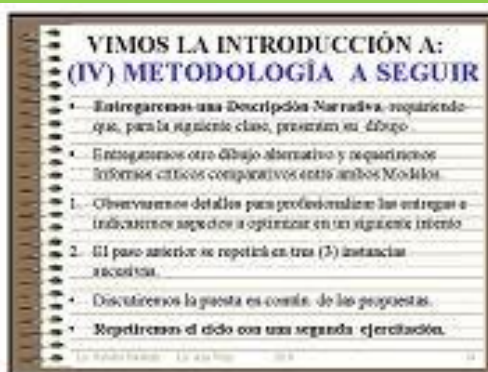 VIMOS LA INTRODUCCIÓN A:
(IV) METODOLOGÍA A SEGUIR
• Entregaremos una Descripción Narrativa, requiriendo
que, para la siguiente clase, presenten su dibujo.
• Entregaremos otro dibujo alternativo y requeriremos
Informes críticos comparativos entre ambos Modelos.
1. Observaremos detalles para profesionalizar las entregas e
indicaremos aspectos a optimizar en un siguiente intento
2. El paso anterior se repetirá en tres (3) instancias
sucesivas.
• Discutiremos la puesta en común de las propuestas.
• Repetiremos el ciclo con una segunda ejercitación.